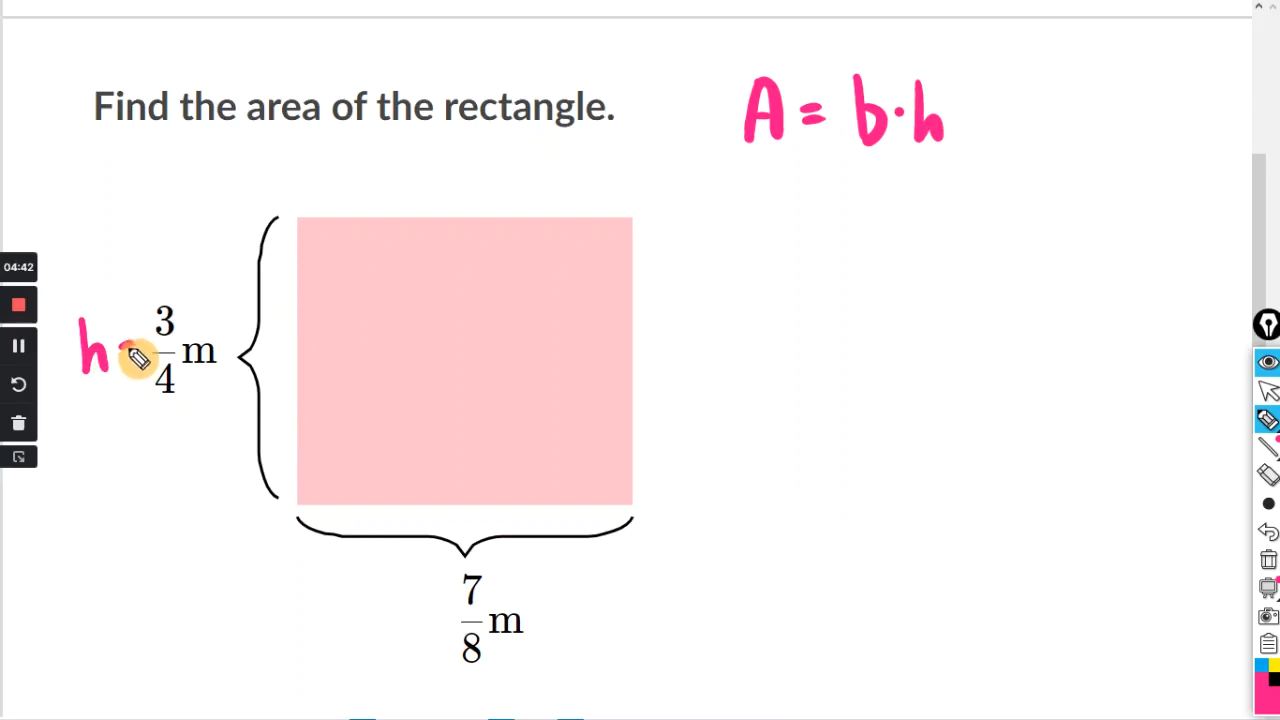 Find the area of the rectangle.
A = b·h
04:42
h = 3/4 m
7/8 m